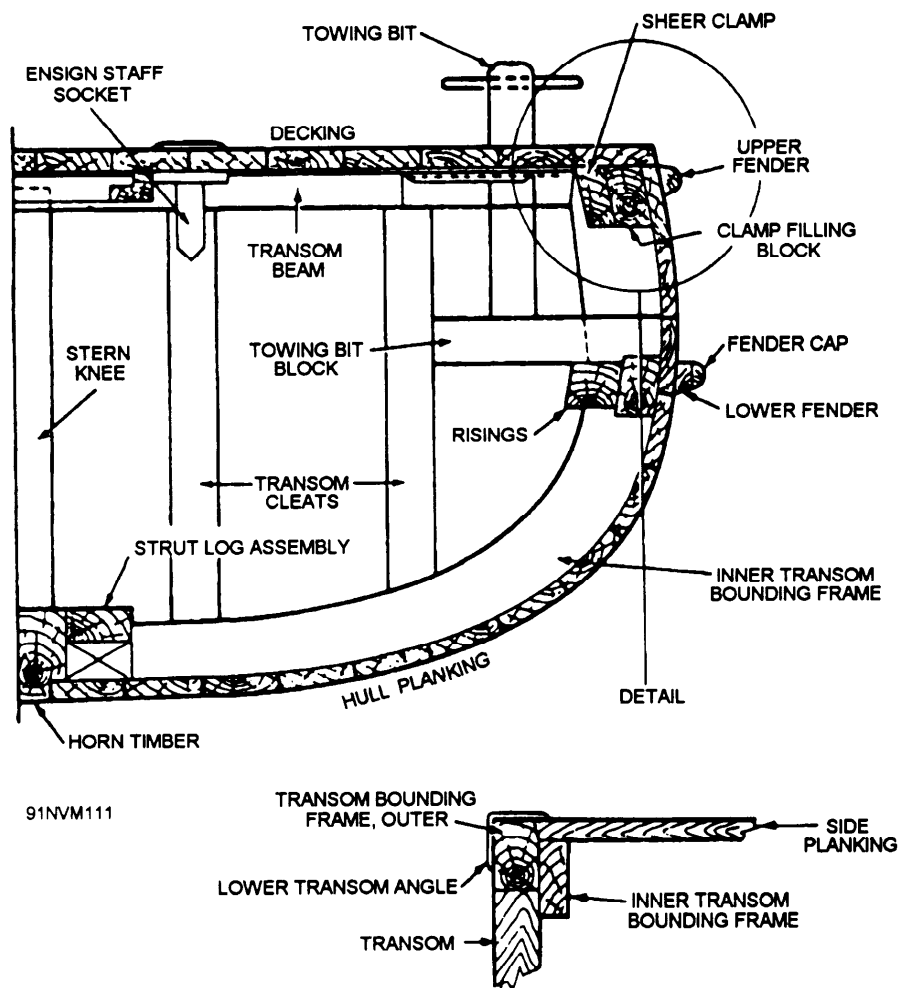 TOWING BIT
SHEER CLAMP
ENSIGN STAFF
SOCKET
DECKING
UPPER
FENDER
TRANSOM
BEAM
CLAMP FILLING
BLOCK
STERN
KNEE
TOWING BIT
BLOCK
FENDER CAP
LOWER FENDER
RISINGS
TRANSOM
CLEATS
STRUT LOG ASSEMBLY
INNER TRANSOM
BOUNDING FRAME
HULL PLANKING
DETAIL
HORN TIMBER
91NVM111
TRANSOM BOUNDING
FRAME, OUTER
SIDE
PLANKING
LOWER TRANSOM ANGLE
INNER TRANSOM
BOUNDING FRAME
TRANSOM